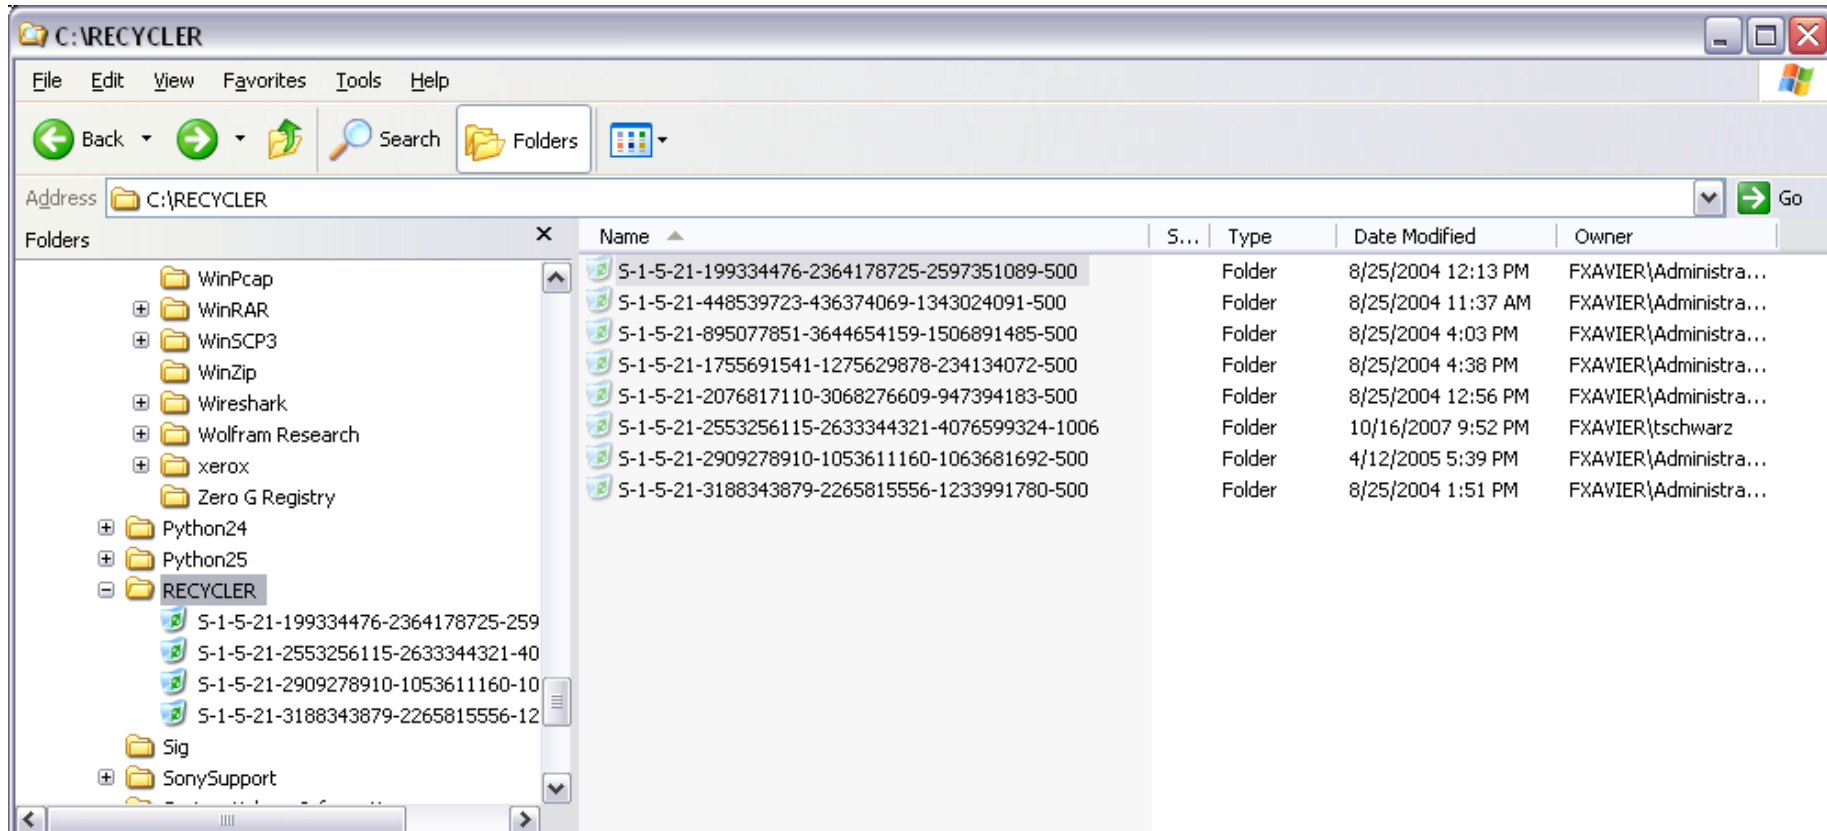 C:\RECYCLER
File Edit View Favorites Tools Help
Back Search Folders
Address C:\RECYCLER Go
Folders
WinPcap
WinRAR
WinSCP3
WinZip
Wireshark
Wolfram Research
xerox
Zero G Registry
Python24
Python25
RECYCLER
S-1-5-21-199334476-2364178725-259
S-1-5-21-2553256115-2633344321-40
S-1-5-21-2909278910-1053611160-10
S-1-5-21-3188343879-2265815556-12
Sig
SonySupport
Name S... Type Date Modified Owner
S-1-5-21-199334476-2364178725-2597351089-500 Folder 8/25/2004 12:13 PM FXAVIER\Administra...
S-1-5-21-448539723-436374069-1343024091-500 Folder 8/25/2004 11:37 AM FXAVIER\Administra...
S-1-5-21-895077851-3644654159-1506891485-500 Folder 8/25/2004 4:03 PM FXAVIER\Administra...
S-1-5-21-1755691541-1275629878-234134072-500 Folder 8/25/2004 4:38 PM FXAVIER\Administra...
S-1-5-21-2076817110-3068276609-947394183-500 Folder 8/25/2004 12:56 PM FXAVIER\Administra...
S-1-5-21-2553256115-2633344321-4076599324-1006 Folder 10/16/2007 9:52 PM FXAVIER\tschwarz
S-1-5-21-2909278910-1053611160-1063681692-500 Folder 4/12/2005 5:39 PM FXAVIER\Administra...
S-1-5-21-3188343879-2265815556-1233991780-500 Folder 8/25/2004 1:51 PM FXAVIER\Administra...